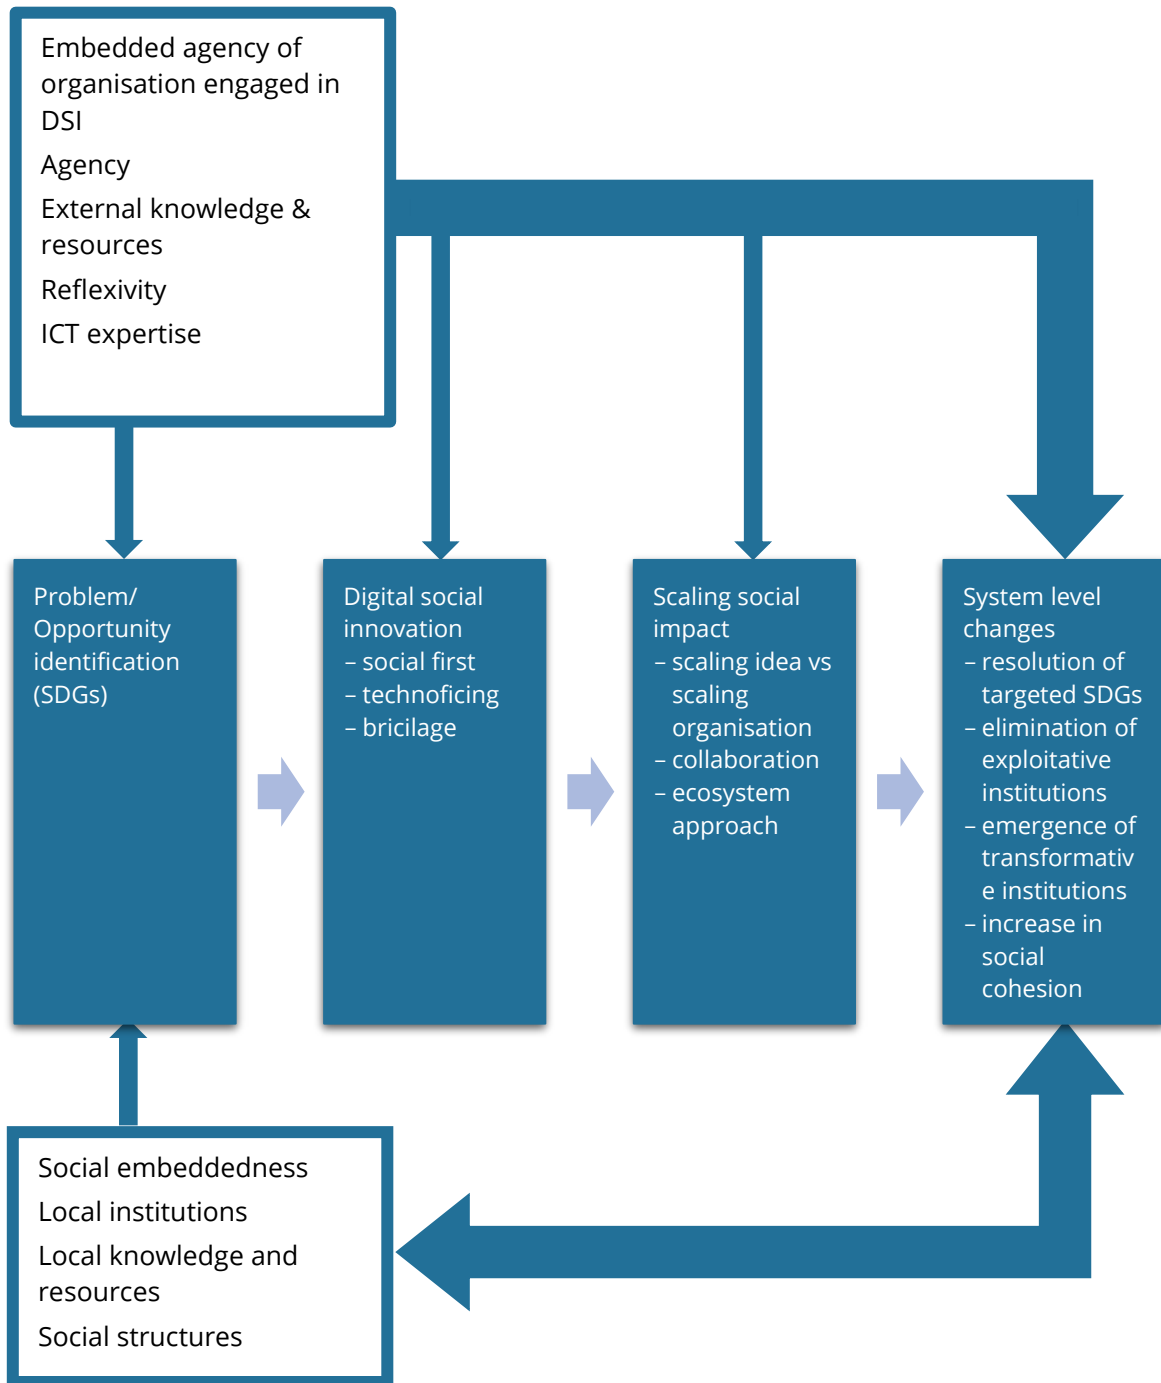 Embedded agency of
organisation engaged in
DSI
Agency
External knowledge &
resources
Reflexivity
ICT expertise
Problem/
Opportunity
identification
(SDGs)
Digital social
innovation
– social first
– technoficing
– bricilage
Scaling social
impact
– scaling idea vs
scaling
organisation
– collaboration
– ecosystem
approach
System level
changes
– resolution of
targeted SDGs
– elimination of
exploitative
institutions
– emergence of
transformativ
e institutions
– increase in
social
cohesion
Social embeddedness
Local institutions
Local knowledge and
resources
Social structures